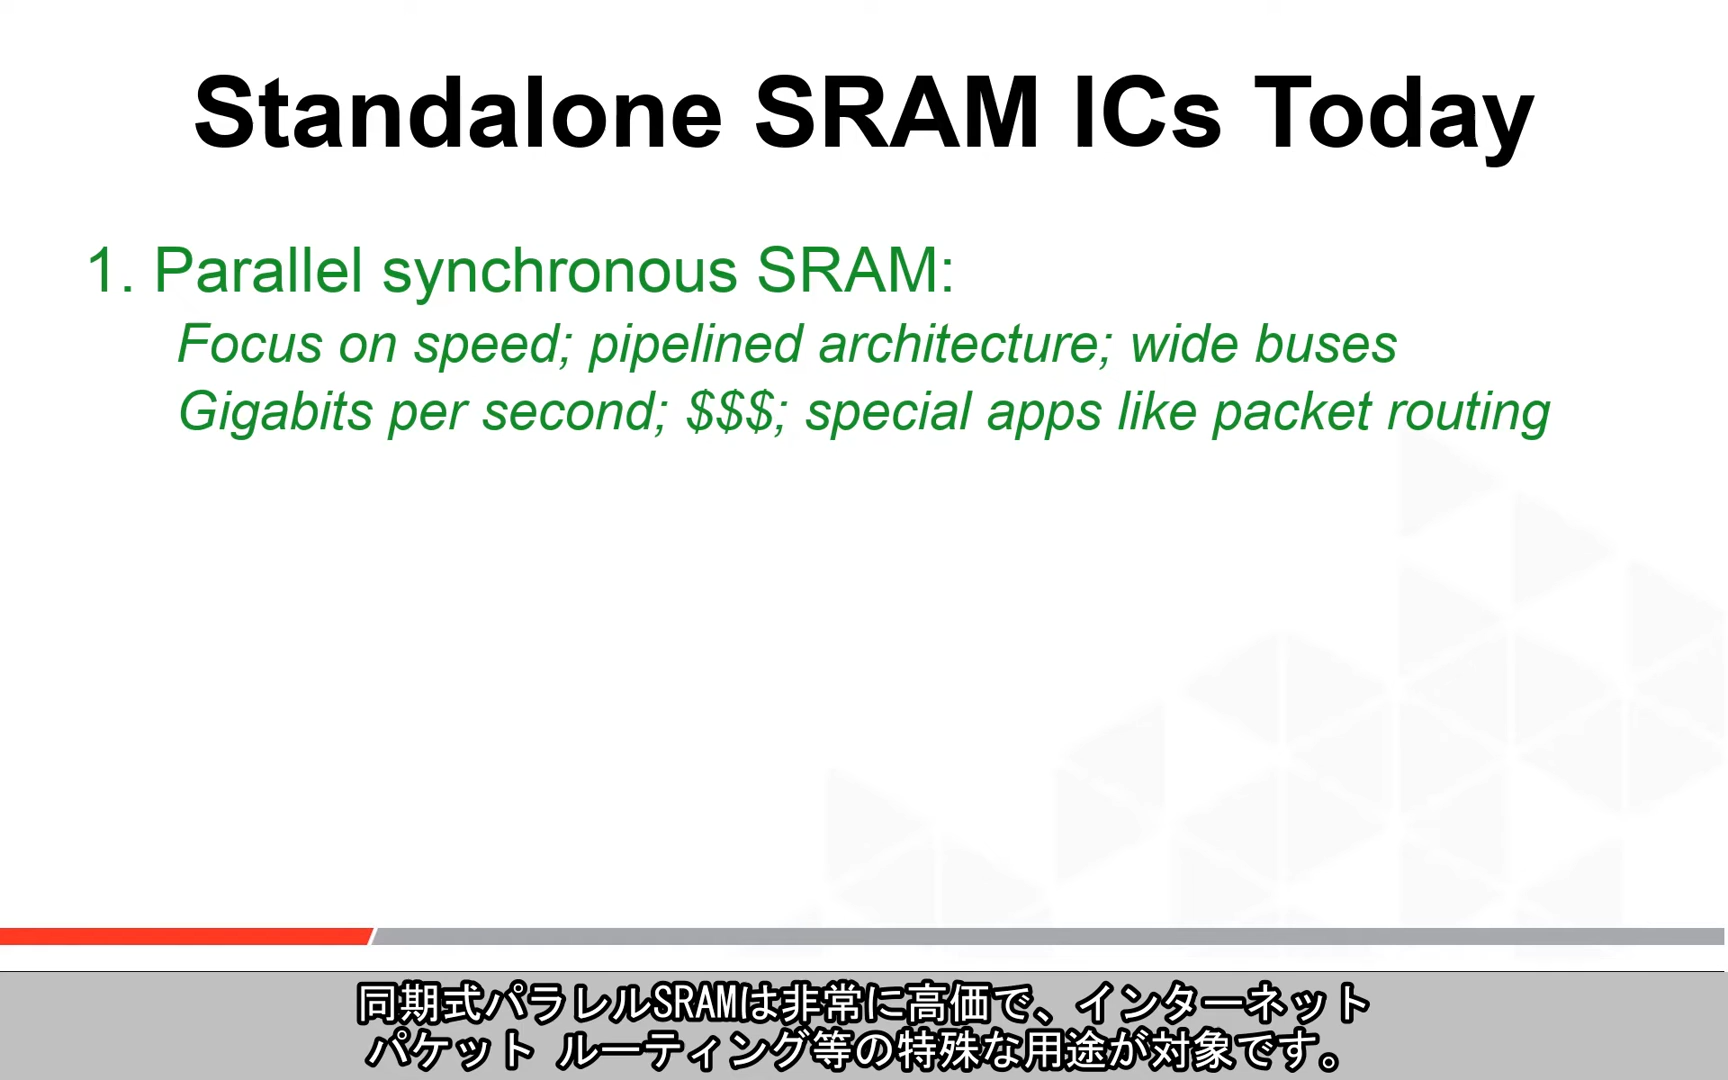 Standalone SRAM ICs Today
1. Parallel synchronous SRAM:
Focus on speed; pipelined architecture; wide buses
Gigabits per second; $$$; special apps like packet routing
同期式パラレルSRAMは非常に高価で、インターネット
パケット ルーティング等の特殊な用途が対象です。